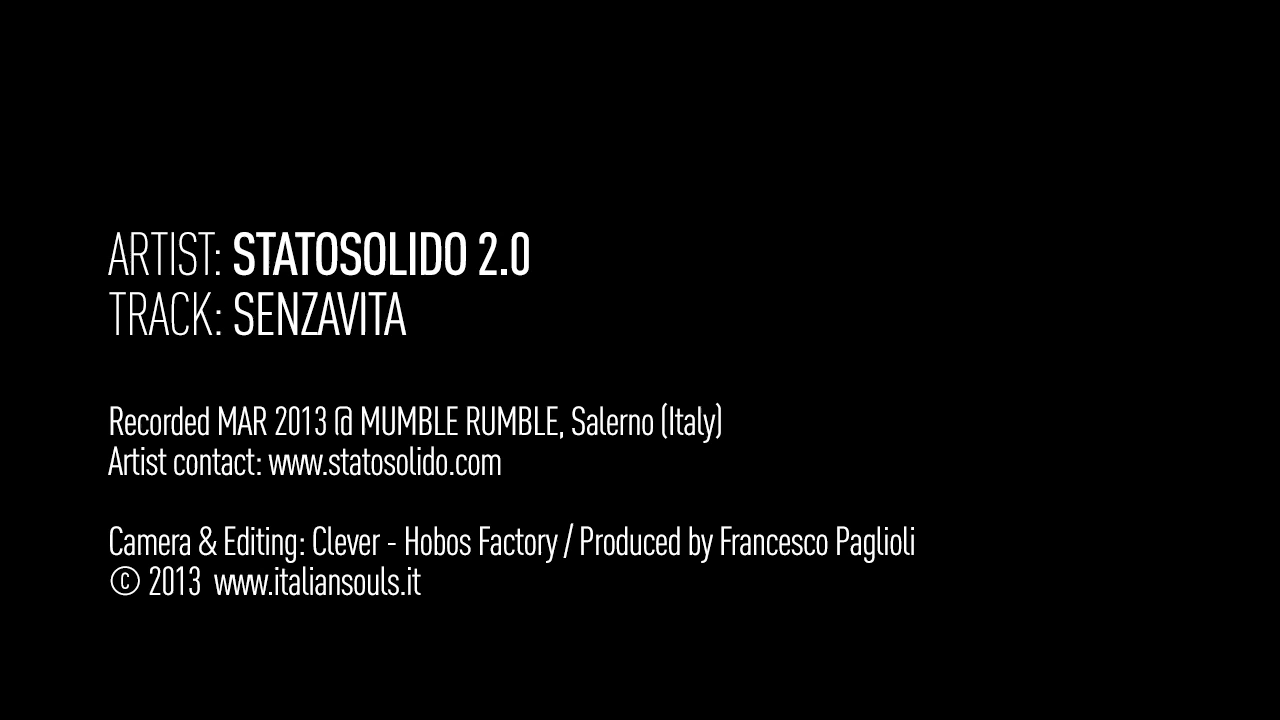 ARTIST: STATOSOLIDO 2.0
TRACK: SENZAVITA
Recorded MAR 2013 @ MUMBLE RUMBLE, Salerno (Italy)
Artist contact: www.statosolido.com
Camera & Editing: Clever - Hobos Factory / Produced by Francesco Paglioli
© 2013 www.italiansouls.it